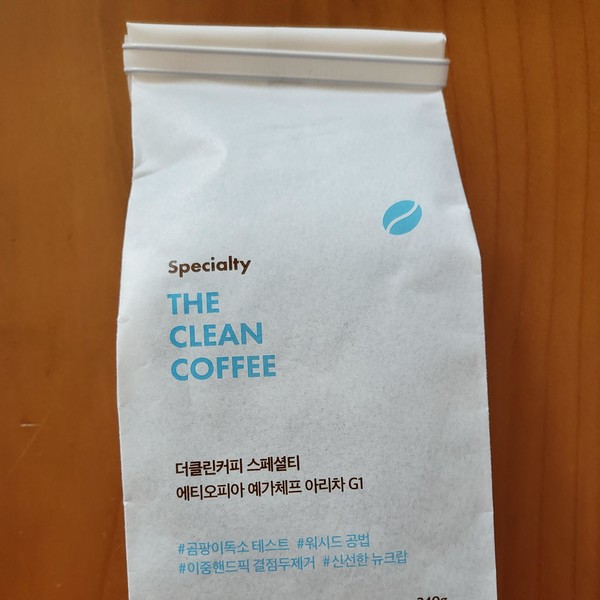 Specialty
THE
CLEAN
COFFEE
더클린커피 스페셜티
에티오피아 예가체프 아리차 G1
#곰팡이독소 테스트 #워시드 공법
#이중핸드픽 결점두제거 #신선한 뉴크랍